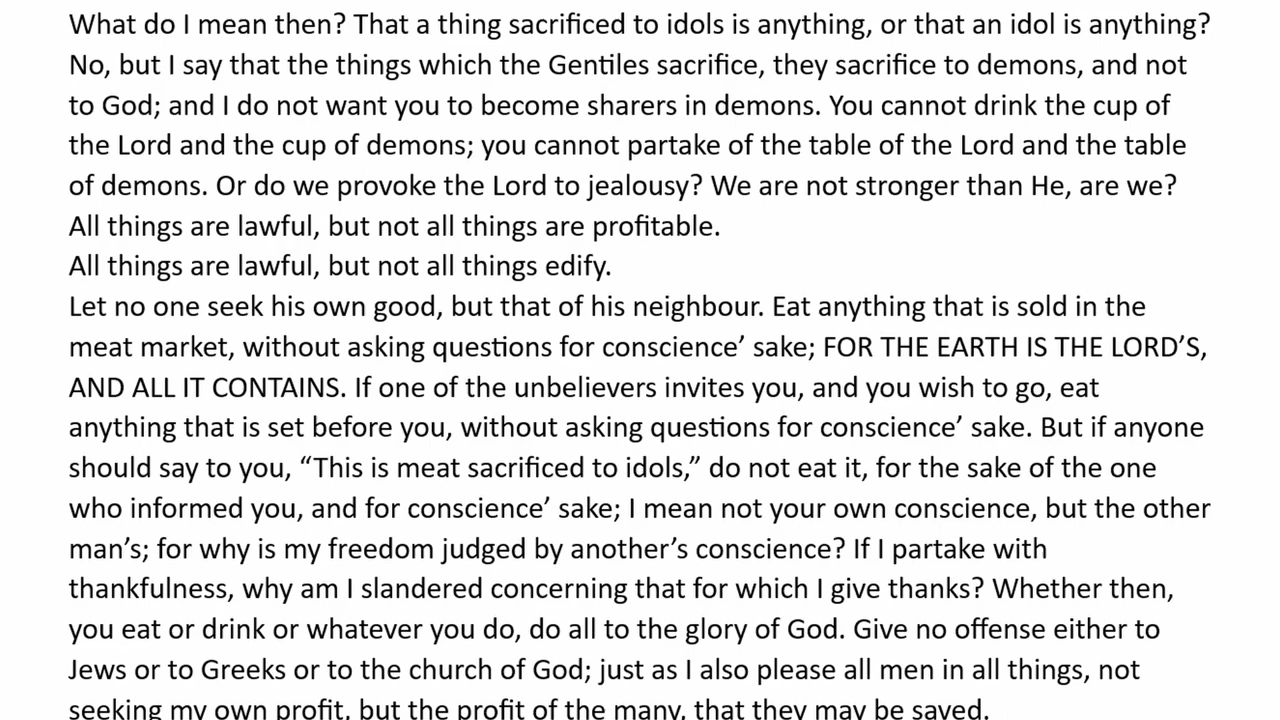 What do I mean then? That a thing sacrificed to idols is anything, or that an idol is anything?
No, but I say that the things which the Gentiles sacrifice, they sacrifice to demons, and not
to God; and I do not want you to become sharers in demons. You cannot drink the cup of
the Lord and the cup of demons; you cannot partake of the table of the Lord and the table
of demons. Or do we provoke the Lord to jealousy? We are not stronger than He, are we?
All things are lawful, but not all things are profitable.
All things are lawful, but not all things edify.
Let no one seek his own good, but that of his neighbour. Eat anything that is sold in the
meat market, without asking questions for conscience’ sake; FOR THE EARTH IS THE LORD’S,
AND ALL IT CONTAINS. If one of the unbelievers invites you, and you wish to go, eat
anything that is set before you, without asking questions for conscience’ sake. But if anyone
should say to you, “This is meat sacrificed to idols,” do not eat it, for the sake of the one
who informed you, and for conscience’ sake; I mean not your own conscience, but the other
man’s; for why is my freedom judged by another’s conscience? If I partake with
thankfulness, why am I slandered concerning that for which I give thanks? Whether then,
you eat or drink or whatever you do, do all to the glory of God. Give no offense either to
Jews or to Greeks or to the church of God; just as I also please all men in all things, not
seeking my own profit, but the profit of the many, that they may be saved.